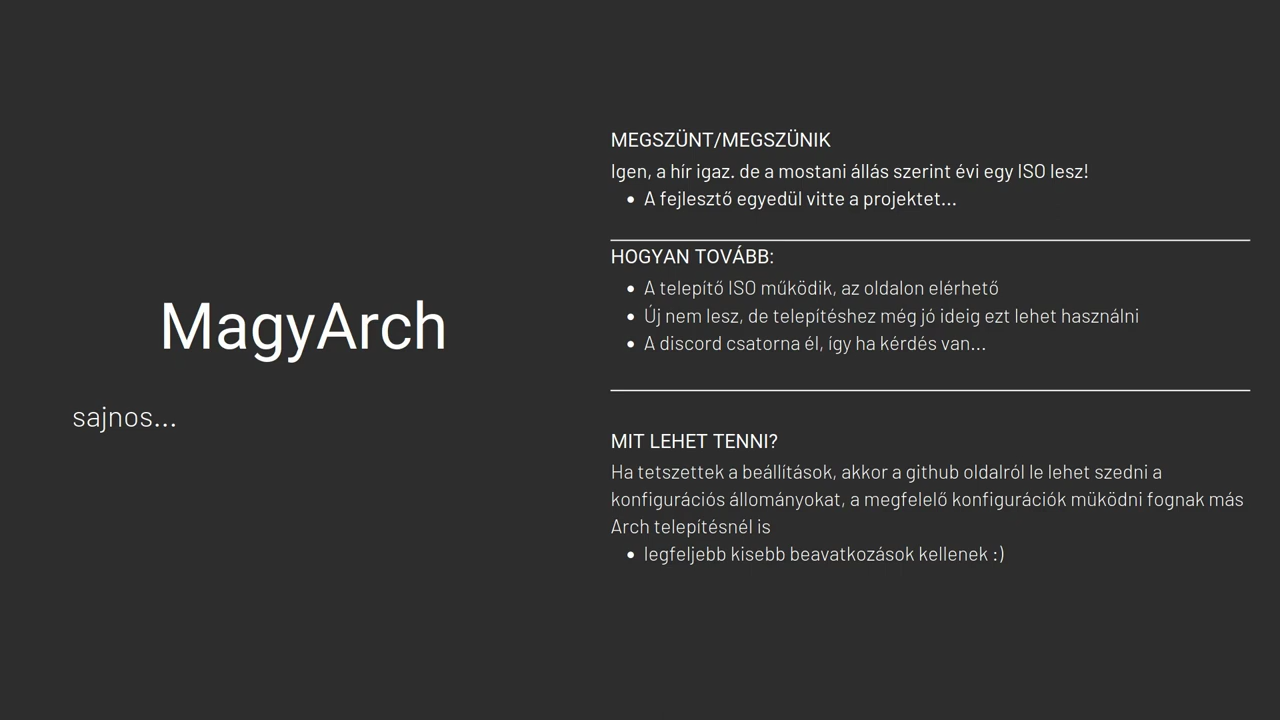 MagyArch
sajnos...
MEGSZÜNT/MEGSZÜNIK
Igen, a hír igaz. de a mostani állás szerint évi egy ISO lesz!
• A fejlesztő egyedül vitte a projektet...
HOGYAN TOVÁBB:
• A telepítő ISO működik, az oldalon elérhető
• Új nem lesz, de telepítéshez még jó ideig ezt lehet használni
• A discord csatorna él, így ha kérdés van...
MIT LEHET TENNI?
Ha tetszettek a beállítások, akkor a github oldalról le lehet szedni a
konfigurációs állományokat, a megfelelő konfigurációk müködni fognak más
Arch telepítésnél is
• legfeljebb kisebb beavatkozások kellenek :)